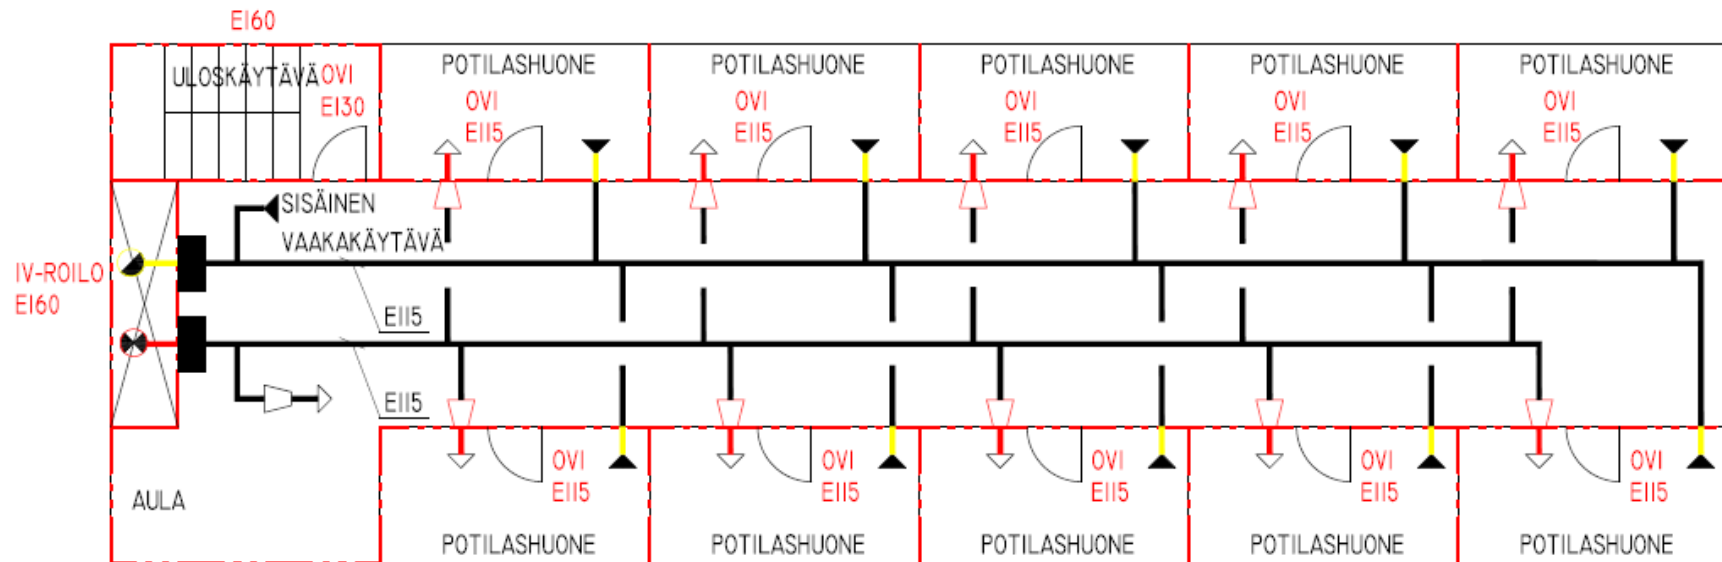 EI60
ULOSKÄYTÄVÄ OVI
EI30
POTILASHUONE
OVI
EI15
POTILASHUONE
OVI
EI15
POTILASHUONE
OVI
EI15
POTILASHUONE
OVI
EI15
POTILASHUONE
OVI
EI15
SISÄINEN
VAAKAKÄYTÄVÄ
IV-ROILO
EI60
EI15
EI15
AULA
OVI
EI15
POTILASHUONE
OVI
EI15
POTILASHUONE
OVI
EI15
POTILASHUONE
OVI
EI15
POTILASHUONE
OVI
EI15
POTILASHUONE